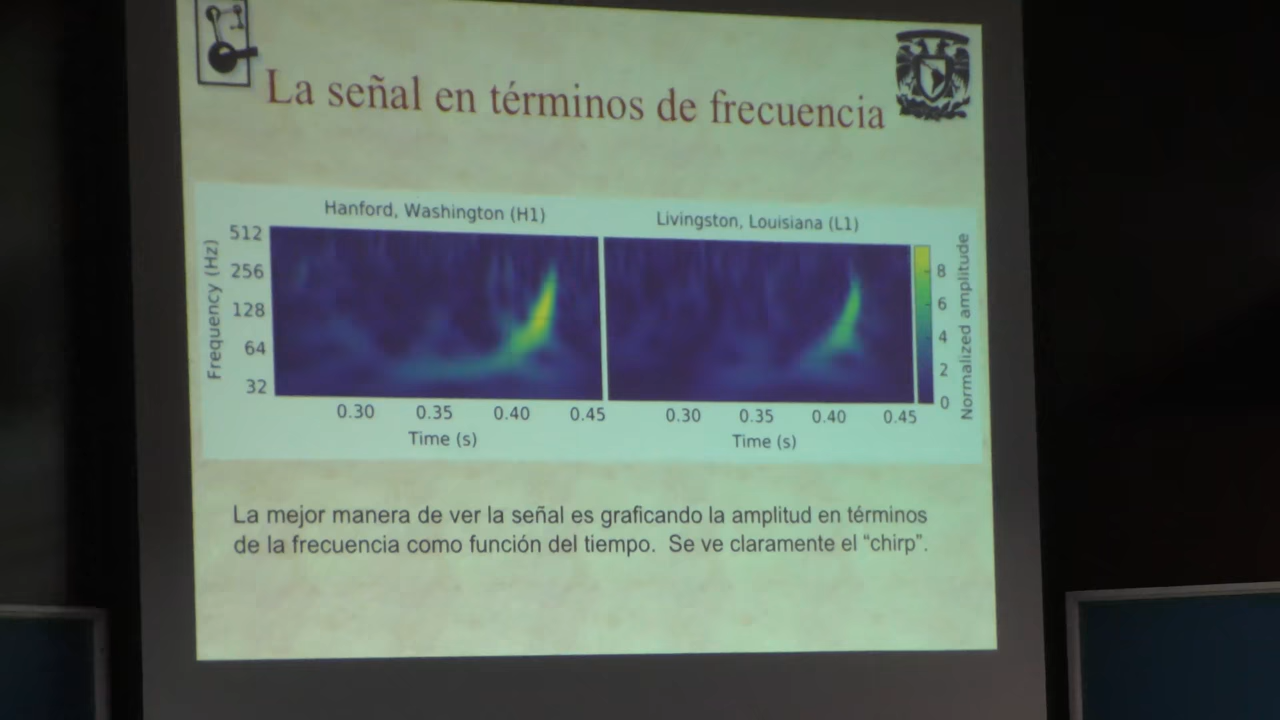 La señal en términos de frecuencia
Hanford, Washington (H1)
Livingston, Louisiana (L1)
Frequency (Hz)
512
256
128
64
32
0.30 0.35 0.40 0.45
Time (s)
0.30 0.35 0.40 0.45
Time (s)
8
6
4
2
0
Normalized amplitude
La mejor manera de ver la señal es graficando la amplitud en términos
de la frecuencia como función del tiempo. Se ve claramente el “chirp”.